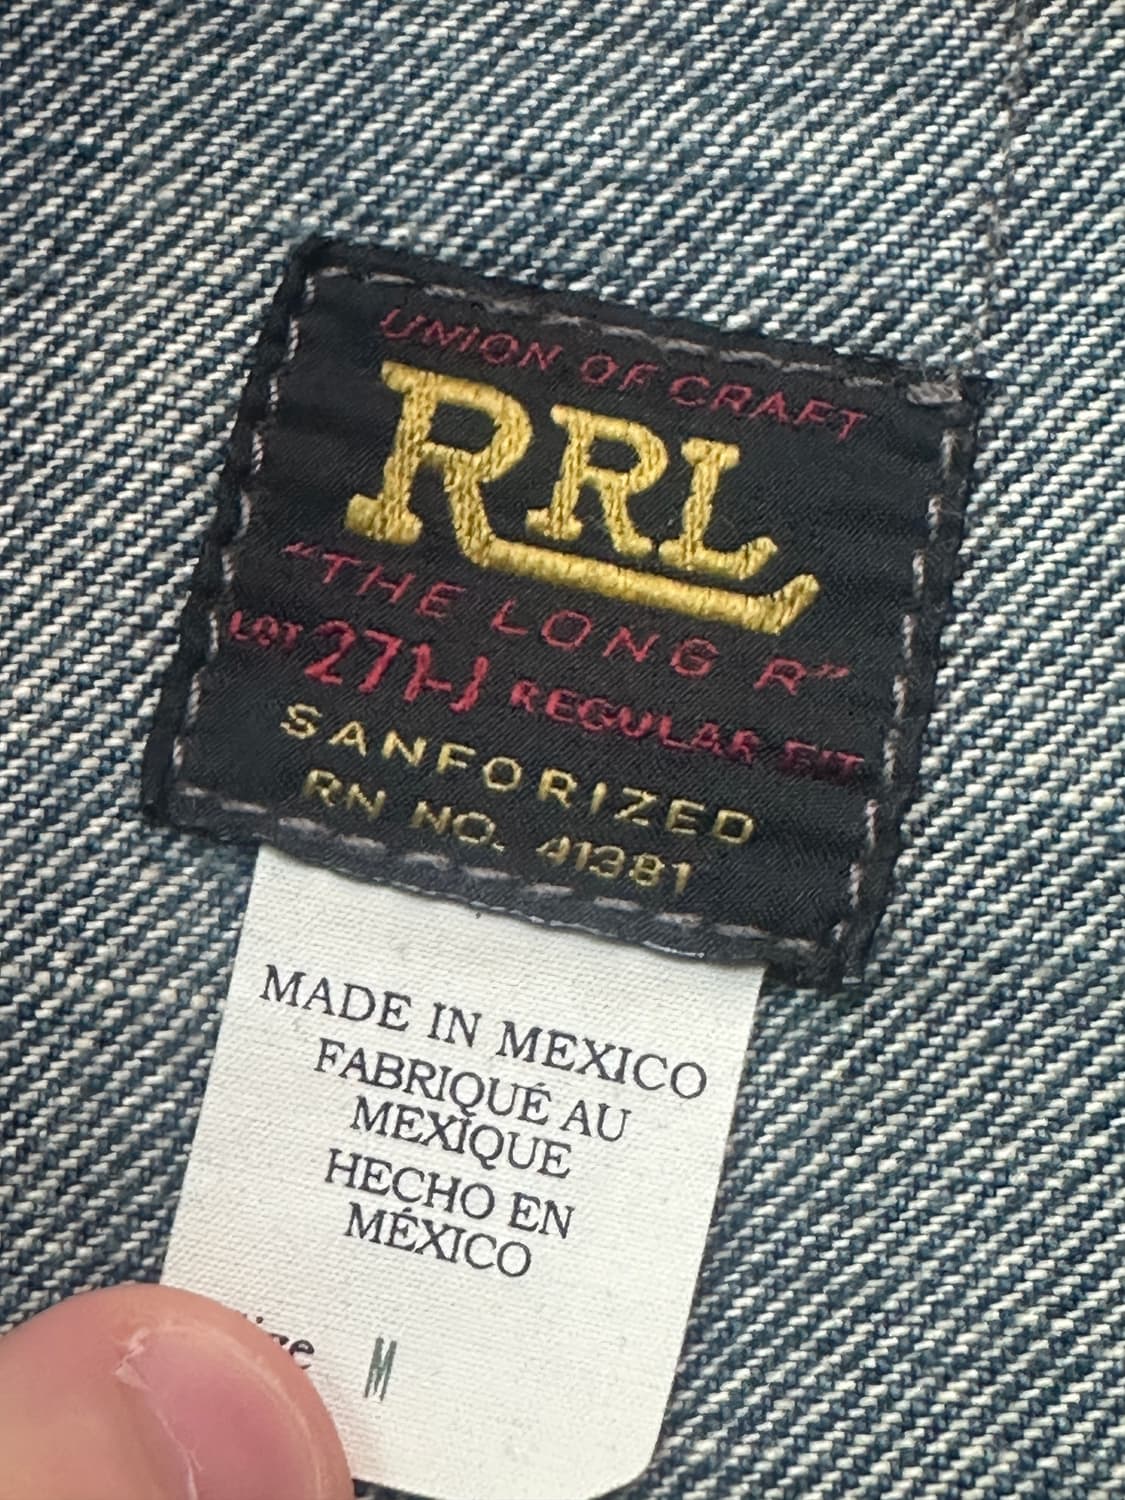 UNION OF CRAFT
RRL
"THE LONG R"
LOT 271-J REGULAR FIT
SANFORIZED
RN NO. 41381
MADE IN MEXICO
FABRIQUÉ AU
MEXIQUE
HECHO EN
MÉXICO
M